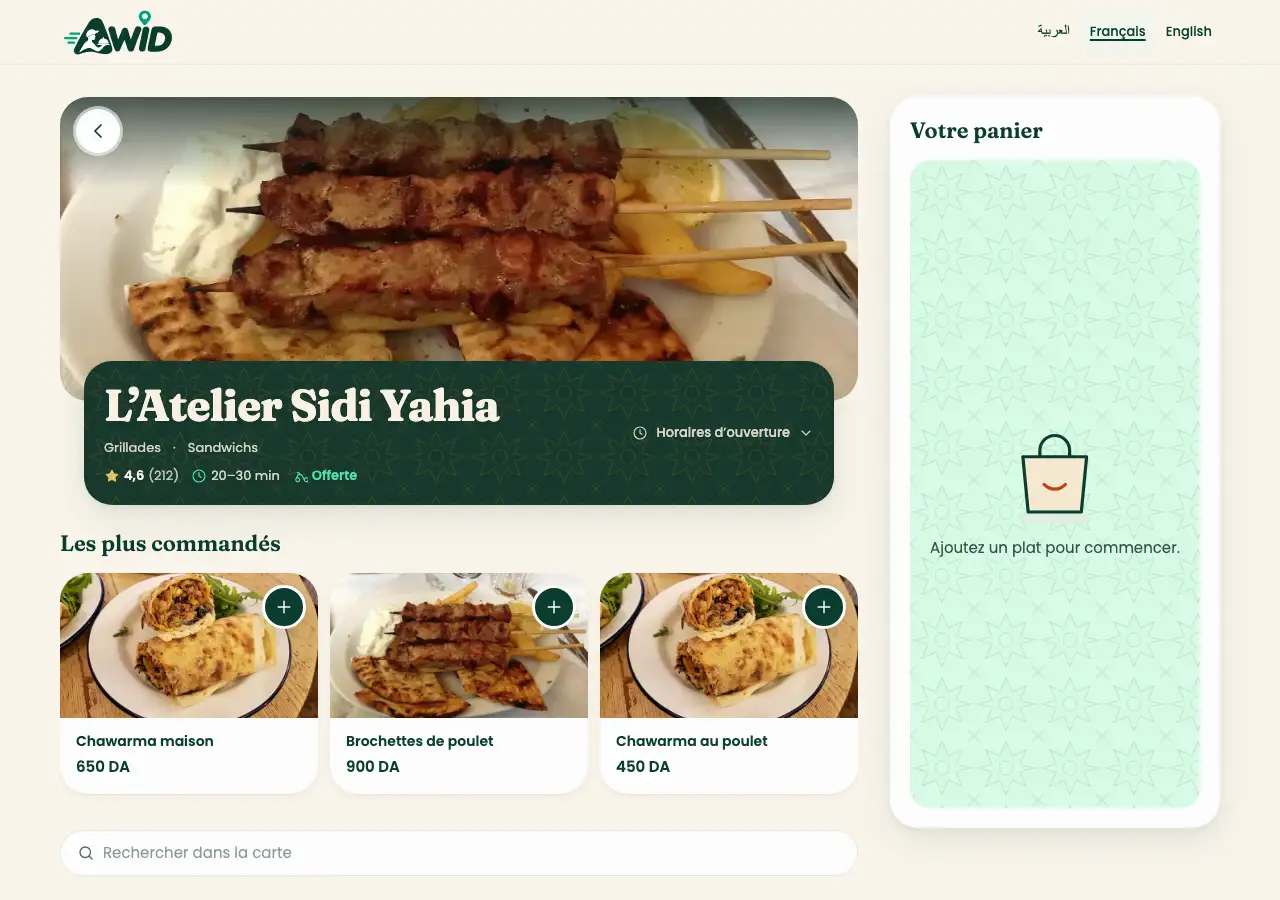 AWID
العربية
Français
English
L’Atelier Sidi Yahia
Grillades · Sandwichs
4,6 (212) 20–30 min Offerte
Horaires d’ouverture
Les plus commandés
Chawarma maison
650 DA
Brochettes de poulet
900 DA
Chawarma au poulet
450 DA
Rechercher dans la carte
Votre panier
Ajoutez un plat pour commencer.